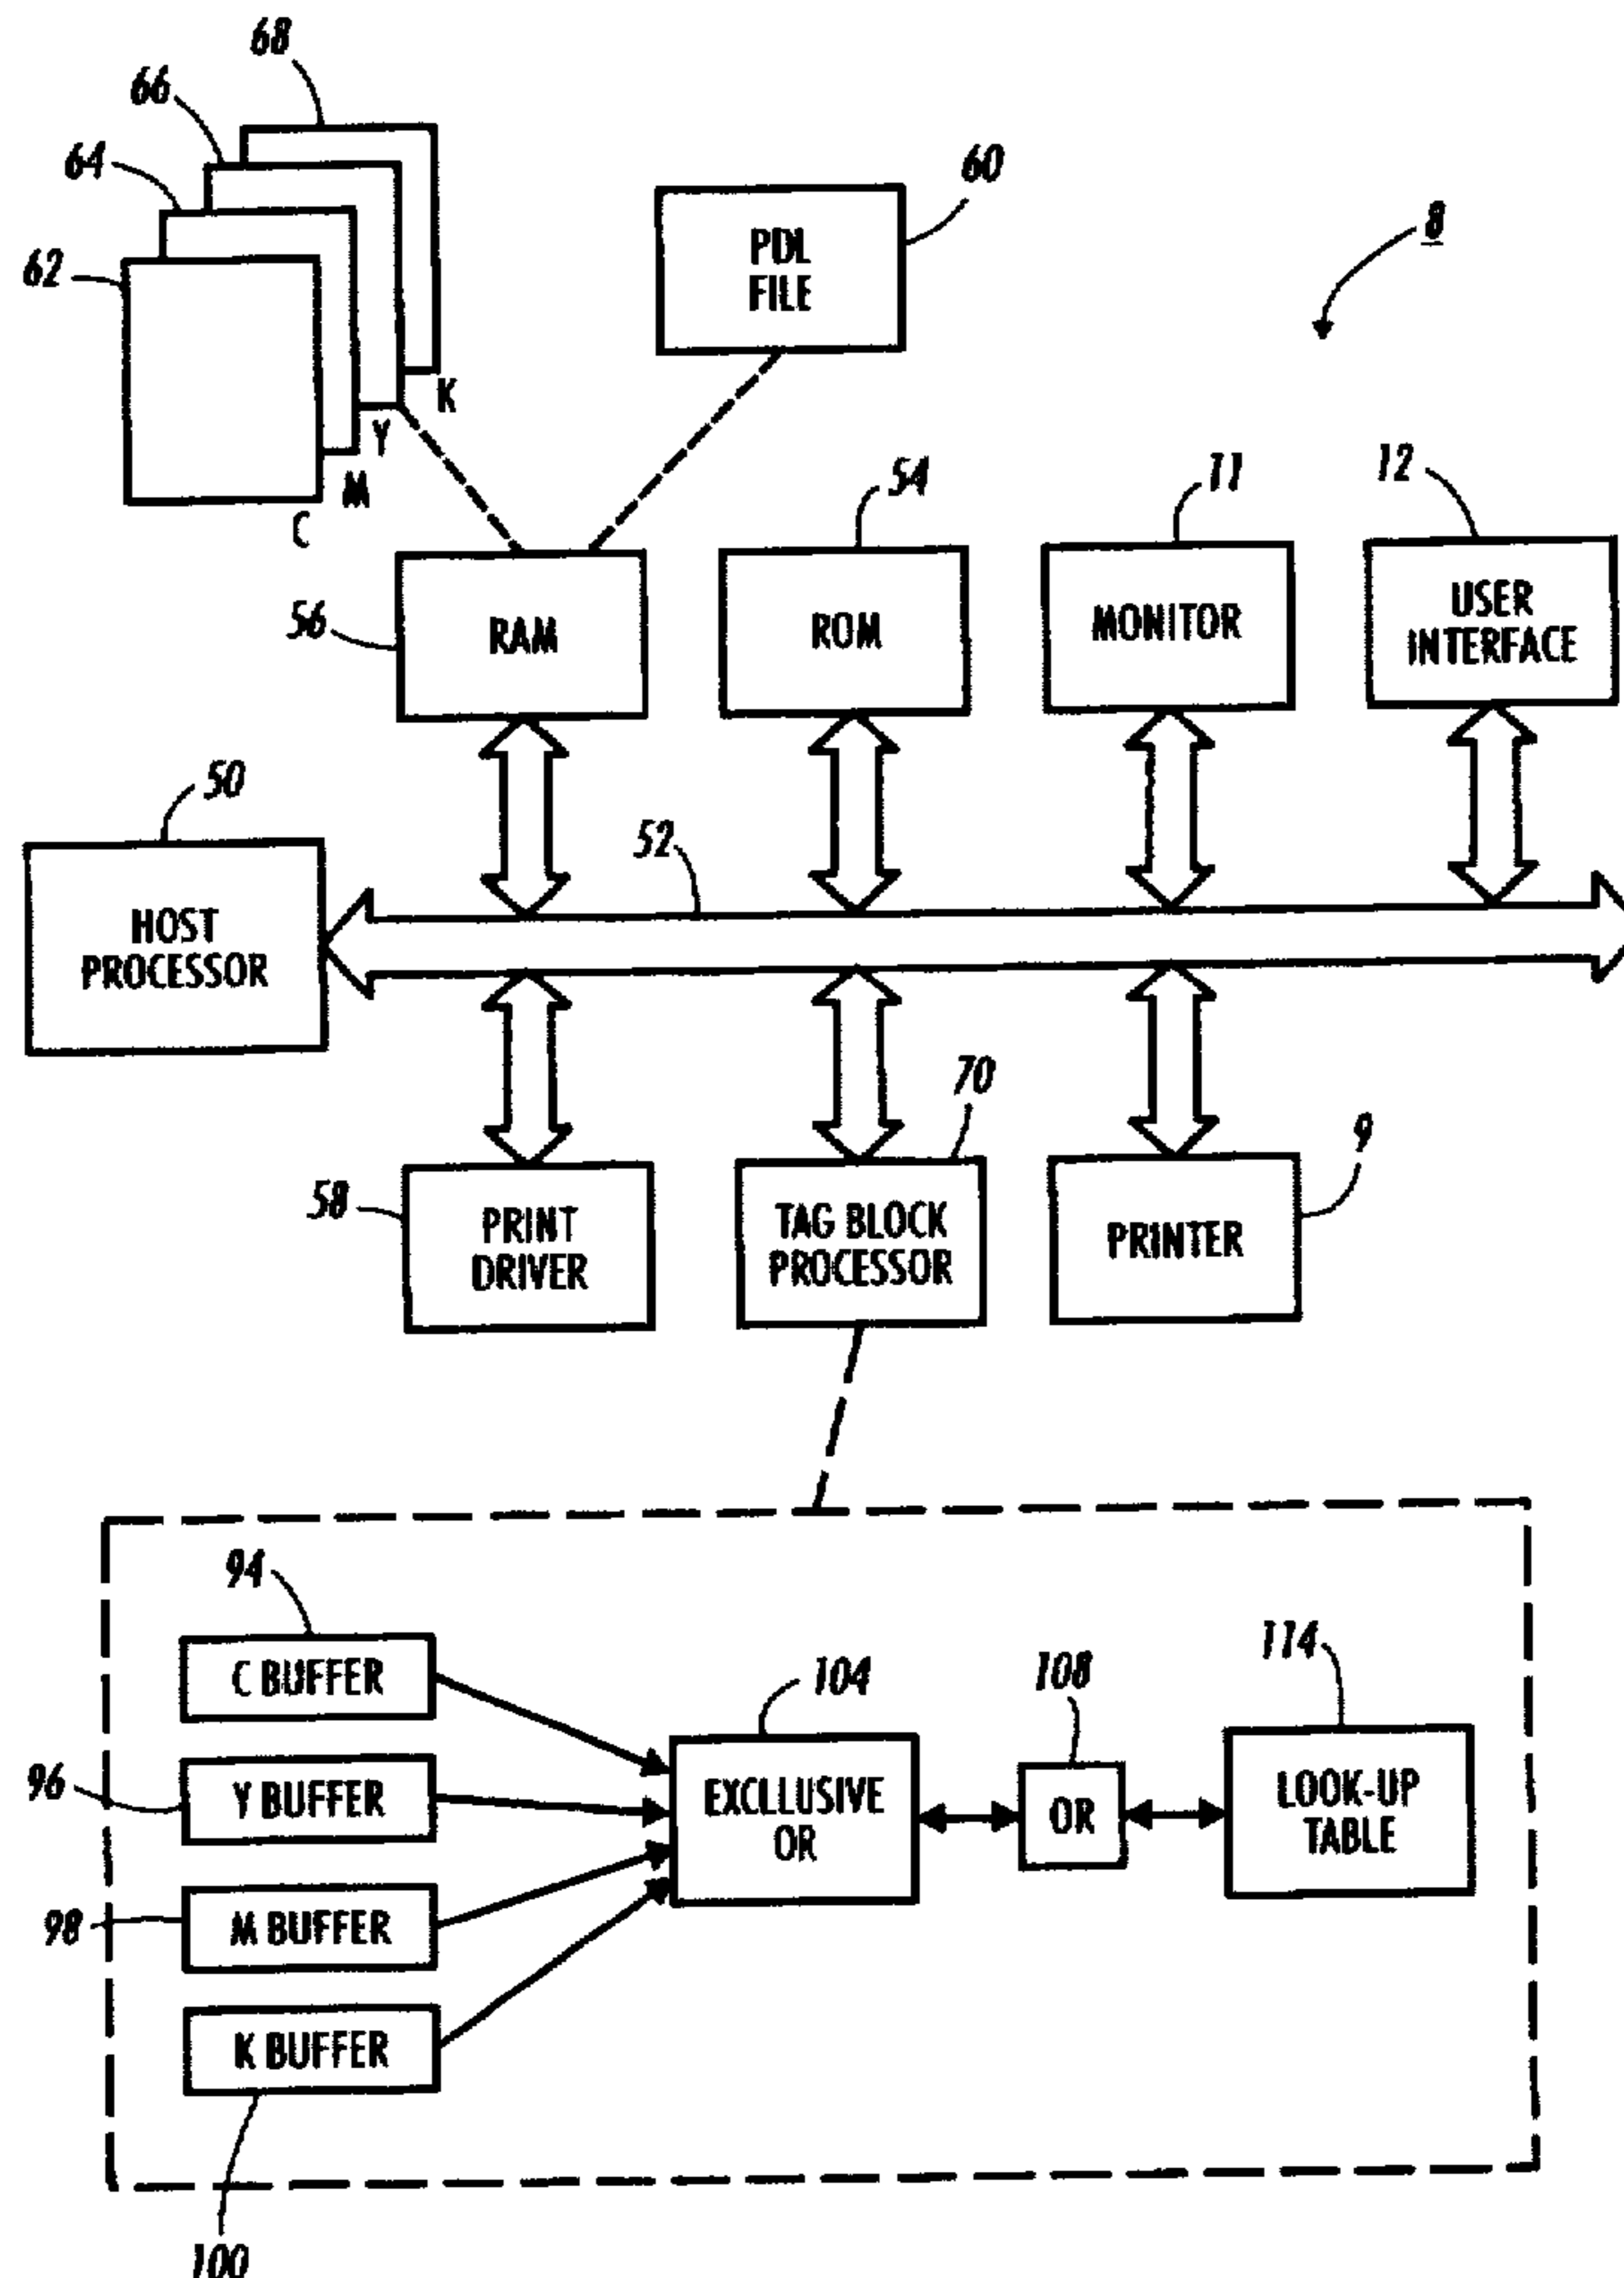 68
66
64
62
60
8
PDL
FILE
K
Y
M
C
54
11
12
56
RAM
ROM
MONITOR
USER
INTERFACE
50
52
HOST
PROCESSOR
70
9
58
PRINT
DRIVER
TAG BLOCK
PROCESSOR
PRINTER
94
104
108
114
C BUFFER
96
Y BUFFER
EXCLLUSIVE
OR
OR
LOOK-UP
TABLE
98
M BUFFER
K BUFFER
100